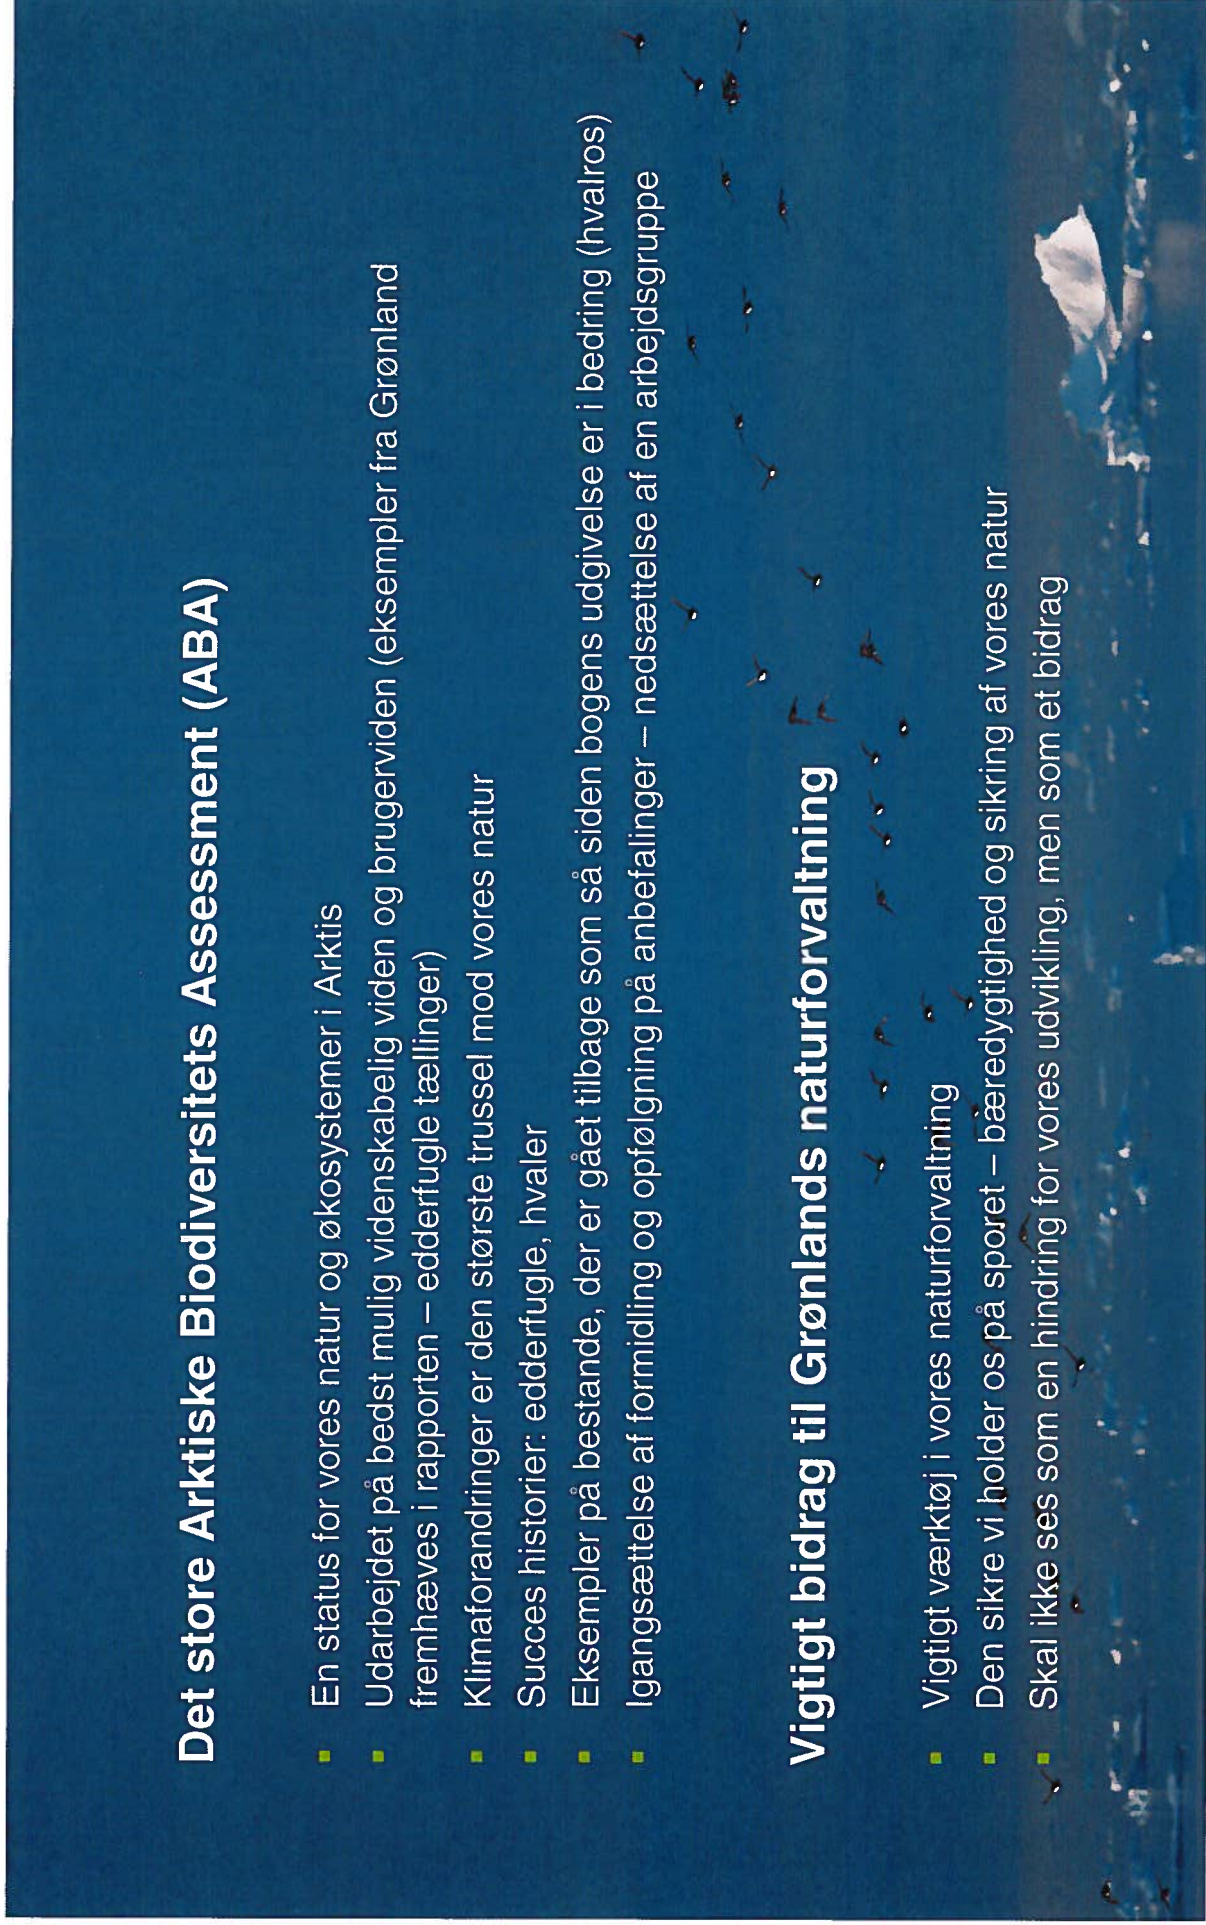 Det store Arktiske Biodiversitets Assessment (ABA)
En status for vores natur og økosystemer i Arktis
Udarbejdet på bedst mulig videnskabelig viden og brugerviden (eksempler fra Grønland
fremhæves i rapporten – edderfugle tællinger)
Klimaforandringer er den største trussel mod vores natur
Succes historier: edderfugle, hvaler
Eksempler på bestande, der er gået tilbage som så siden bogens udgivelse er i bedring (hvalros)
Igangsættelse af formidling og opfølgning på anbefalinger – nedsættelse af en arbejdsgruppe
Vigtigt bidrag til Grønlands naturforvaltning
Vigtigt værktøj i vores naturforvaltning
Den sikre vi holder os på sporet – bæredygtighed og sikring af vores natur
Skal ikke ses som en hindring for vores udvikling, men som et bidrag